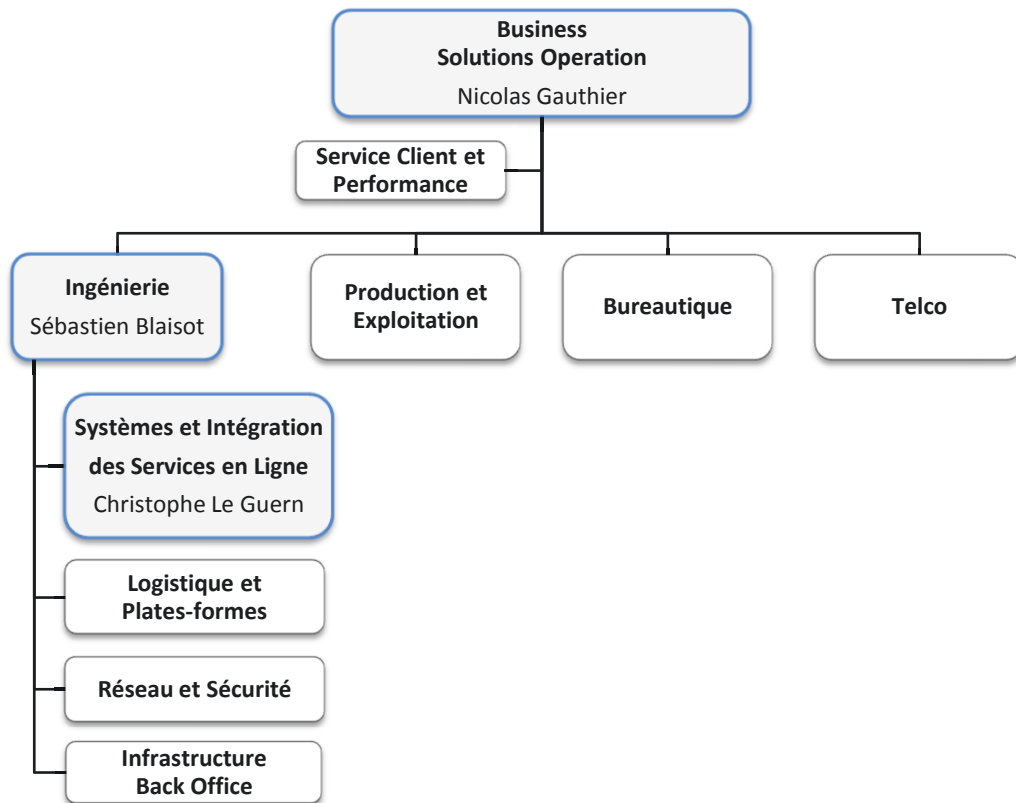 Business
Solutions Operation
Nicolas Gauthier
Service Client et
Performance
Ingénierie
Sébastien Blaisot
Production et
Exploitation
Bureautique
Telco
Systèmes et Intégration
des Services en Ligne
Christophe Le Guern
Logistique et
Plates-formes
Réseau et Sécurité
Infrastructure
Back Office